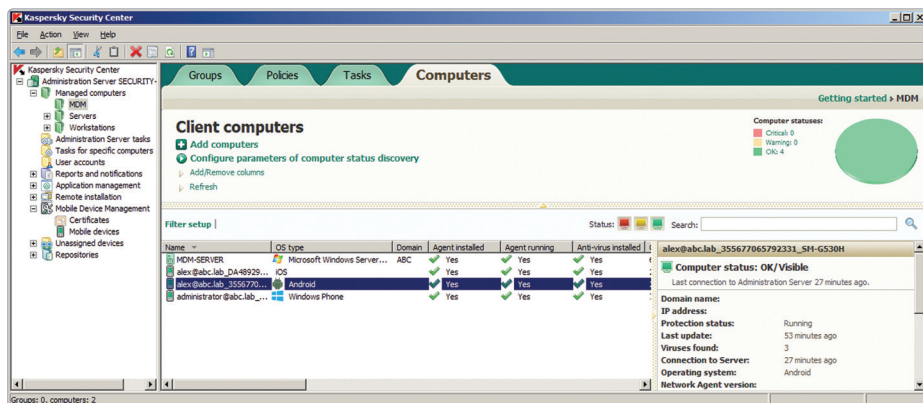 Kaspersky Security Center
File Action View Help
Kaspersky Security Center
Administration Server SECURITY-
Managed computers
MDM
Servers
Workstations
Administration Server tasks
Tasks for specific computers
User accounts
Reports and notifications
Application management
Remote installation
Mobile Device Management
Certificates
Mobile devices
Unassigned devices
Repositories
Groups Policies Tasks Computers
Getting started › MDM
Client computers
Add computers
Configure parameters of computer status discovery
Add/Remove columns
Refresh
Computer statuses:
Critical: 0
Warning: 0
OK: 4
Filter setup
Status: Search:
Name OS type Domain Agent installed Agent running Anti-virus installed
MDM-SERVER Microsoft Windows Server... ABC Yes Yes Yes
alex@abc.lab_DA48929... iOS Yes Yes Yes
alex@abc.lab_3556770... Android Yes Yes Yes
administrator@abc.lab_... Windows Phone Yes Yes Yes
alex@abc.lab_355677065792331_SM-G530H
Computer status: OK/Visible
Last connection to Administration Server 27 minutes ago.
Domain name:
IP address:
Protection status: Running
Last update: 53 minutes ago
Viruses found: 3
Connection to Server: 27 minutes ago
Operating system: Android
Network Agent version:
Groups: 0, computers: 2